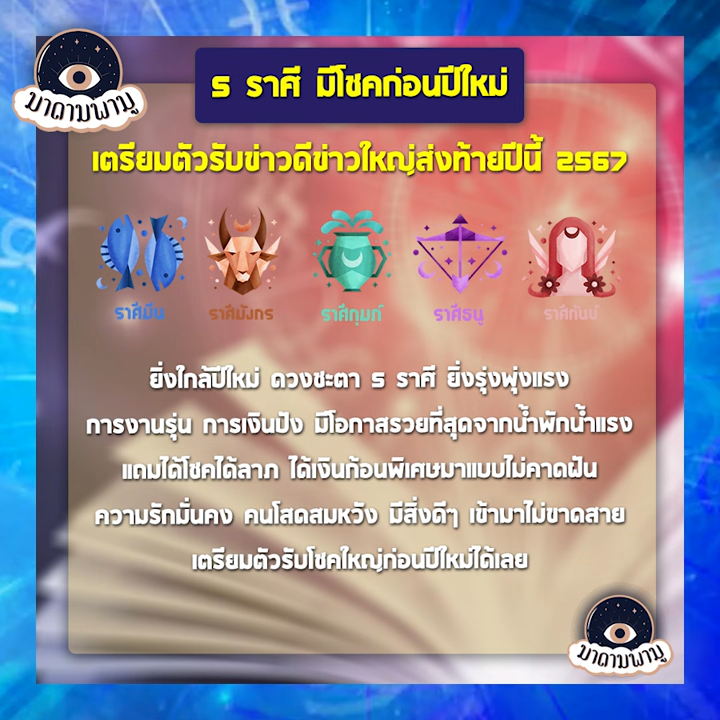 มาดามพามู
5 ราศี มีโชคก่อนปีใหม่
เตรียมตัวรับข่าวดีข่าวใหญ่ส่งท้ายปีนี้ 2567
ราศีมีน ราศีมังกร ราศีกุมภ์ ราศีธนู ราศีกันย์
ยิ่งใกล้ปีใหม่ ดวงชะตา 5 ราศี ยิ่งรุ่งพุ่งแรง
การงานรุ่น การเงินปัง มีโอกาสรวยที่สุดจากน้ำพักน้ำแรง
แถมได้โชคได้ลาภ ได้เงินก้อนพิเศษมาแบบไม่คาดฝัน
ความรักมั่นคง คนโสดสมหวัง มีสิ่งดีๆ เข้ามาไม่ขาดสาย
เตรียมตัวรับโชคใหญ่ก่อนปีใหม่ได้เลย
มาดามพามู